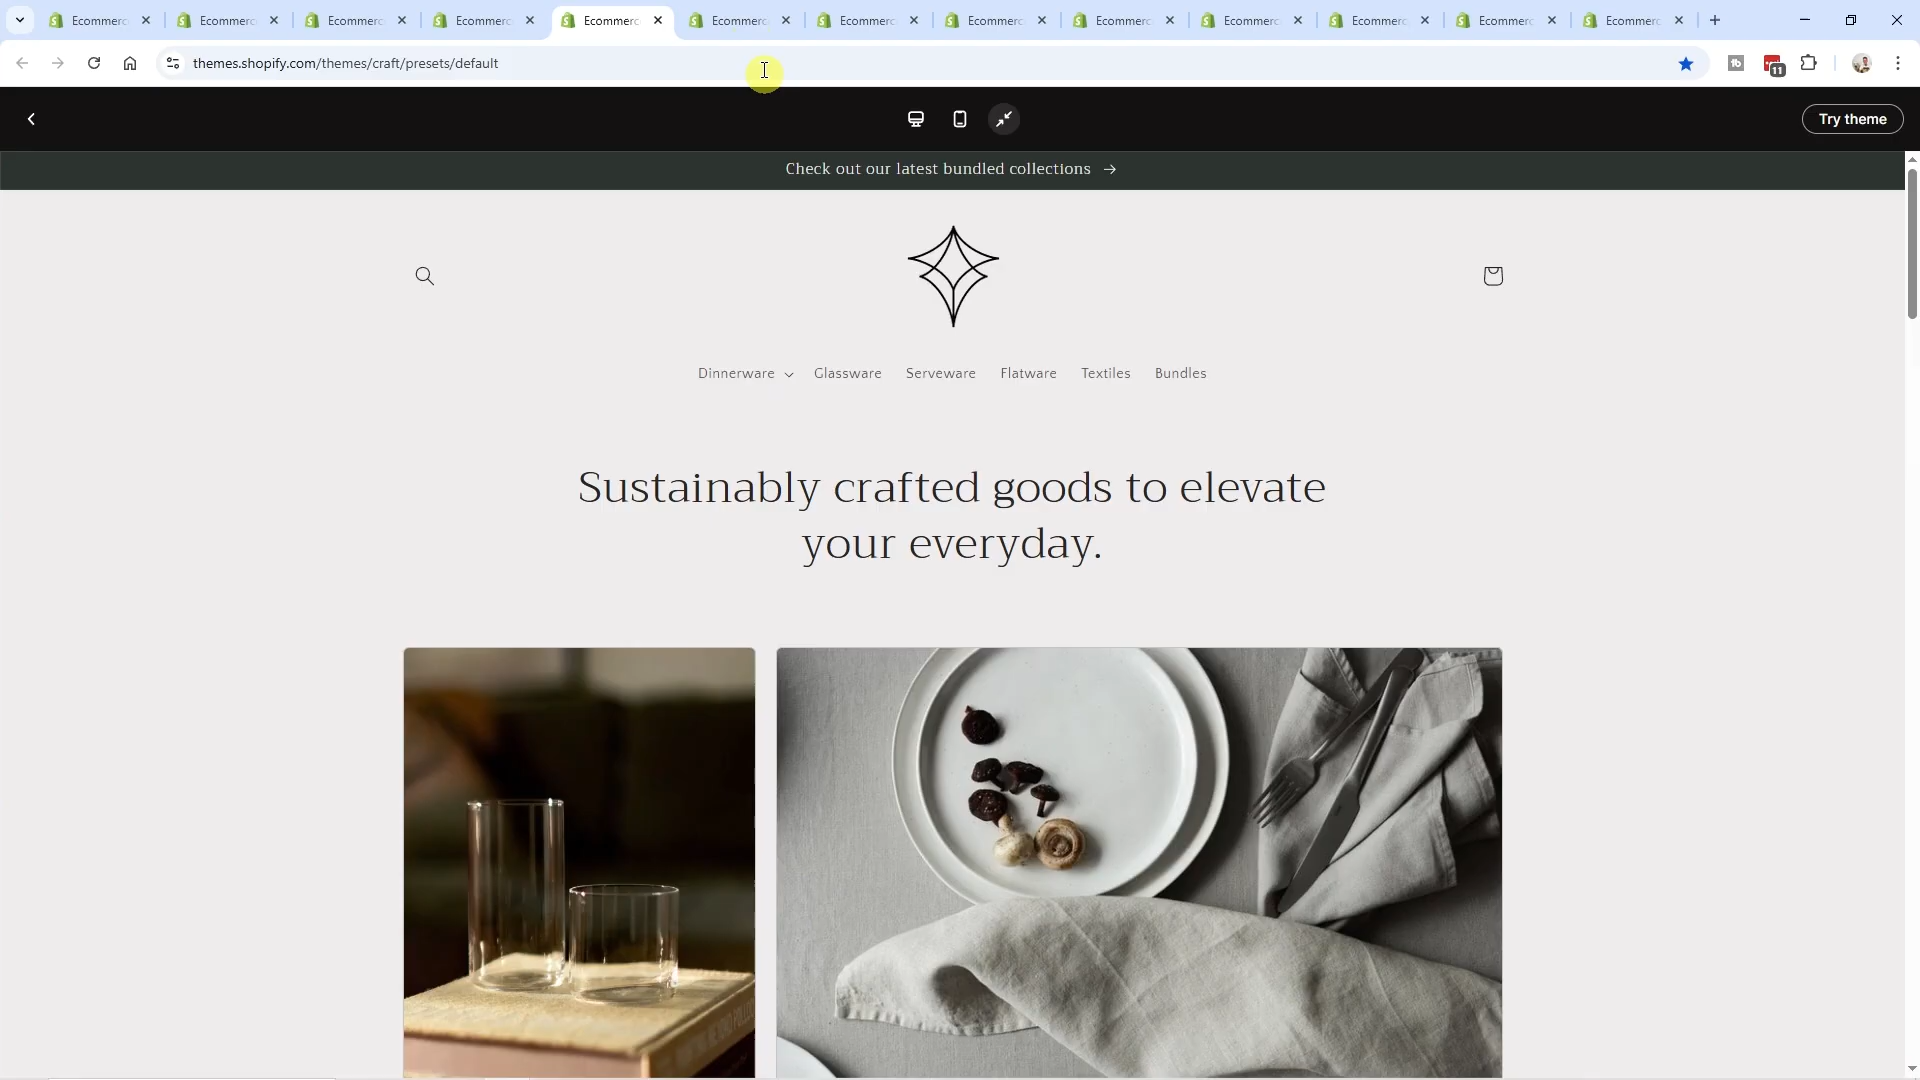 Ecommerc Ecommerc Ecommerc Ecommerc Ecommerc Ecommerc Ecommerc Ecommerc Ecommerc Ecommerc Ecommerc Ecommerc Ecommerc
themes.shopify.com/themes/craft/presets/default
11
Try theme
Check out our latest bundled collections →
Dinnerware Glassware Serveware Flatware Textiles Bundles
Sustainably crafted goods to elevate
your everyday.